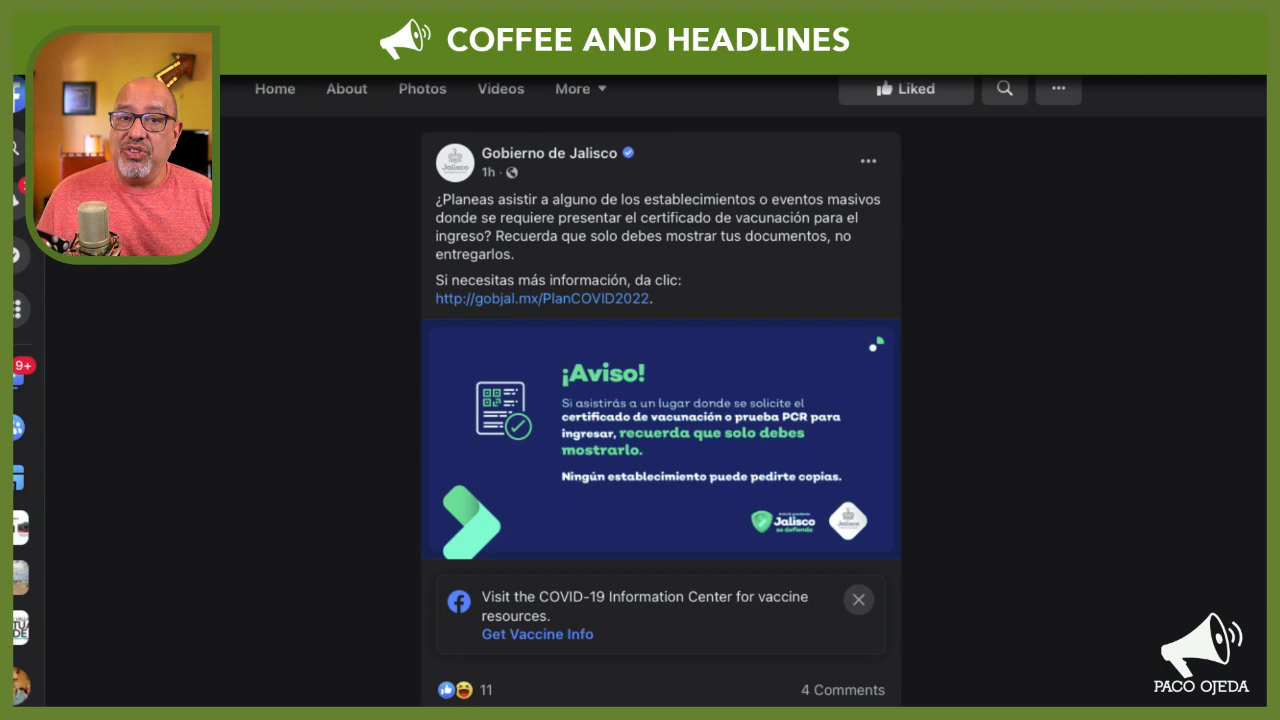 COFFEE AND HEADLINES
Home About Photos Videos More Liked
Gobierno de Jalisco
1h
¿Planeas asistir a alguno de los establecimientos o eventos masivos
donde se requiere presentar el certificado de vacunación para el
ingreso? Recuerda que solo debes mostrar tus documentos, no
entregarlos.
Si necesitas más información, da clic:
http://gobjal.mx/PlanCOVID2022.
¡Aviso!
Si asistirás a un lugar donde se solicite el
certificado de vacunación o prueba PCR para
ingresar, recuerda que solo debes
mostrarlo.
Ningún establecimiento puede pedirte copias.
Jalisco
se defiende
Jalisco
9+
Visit the COVID-19 Information Center for vaccine
resources.
Get Vaccine Info
11 4 Comments
PACO OJEDA